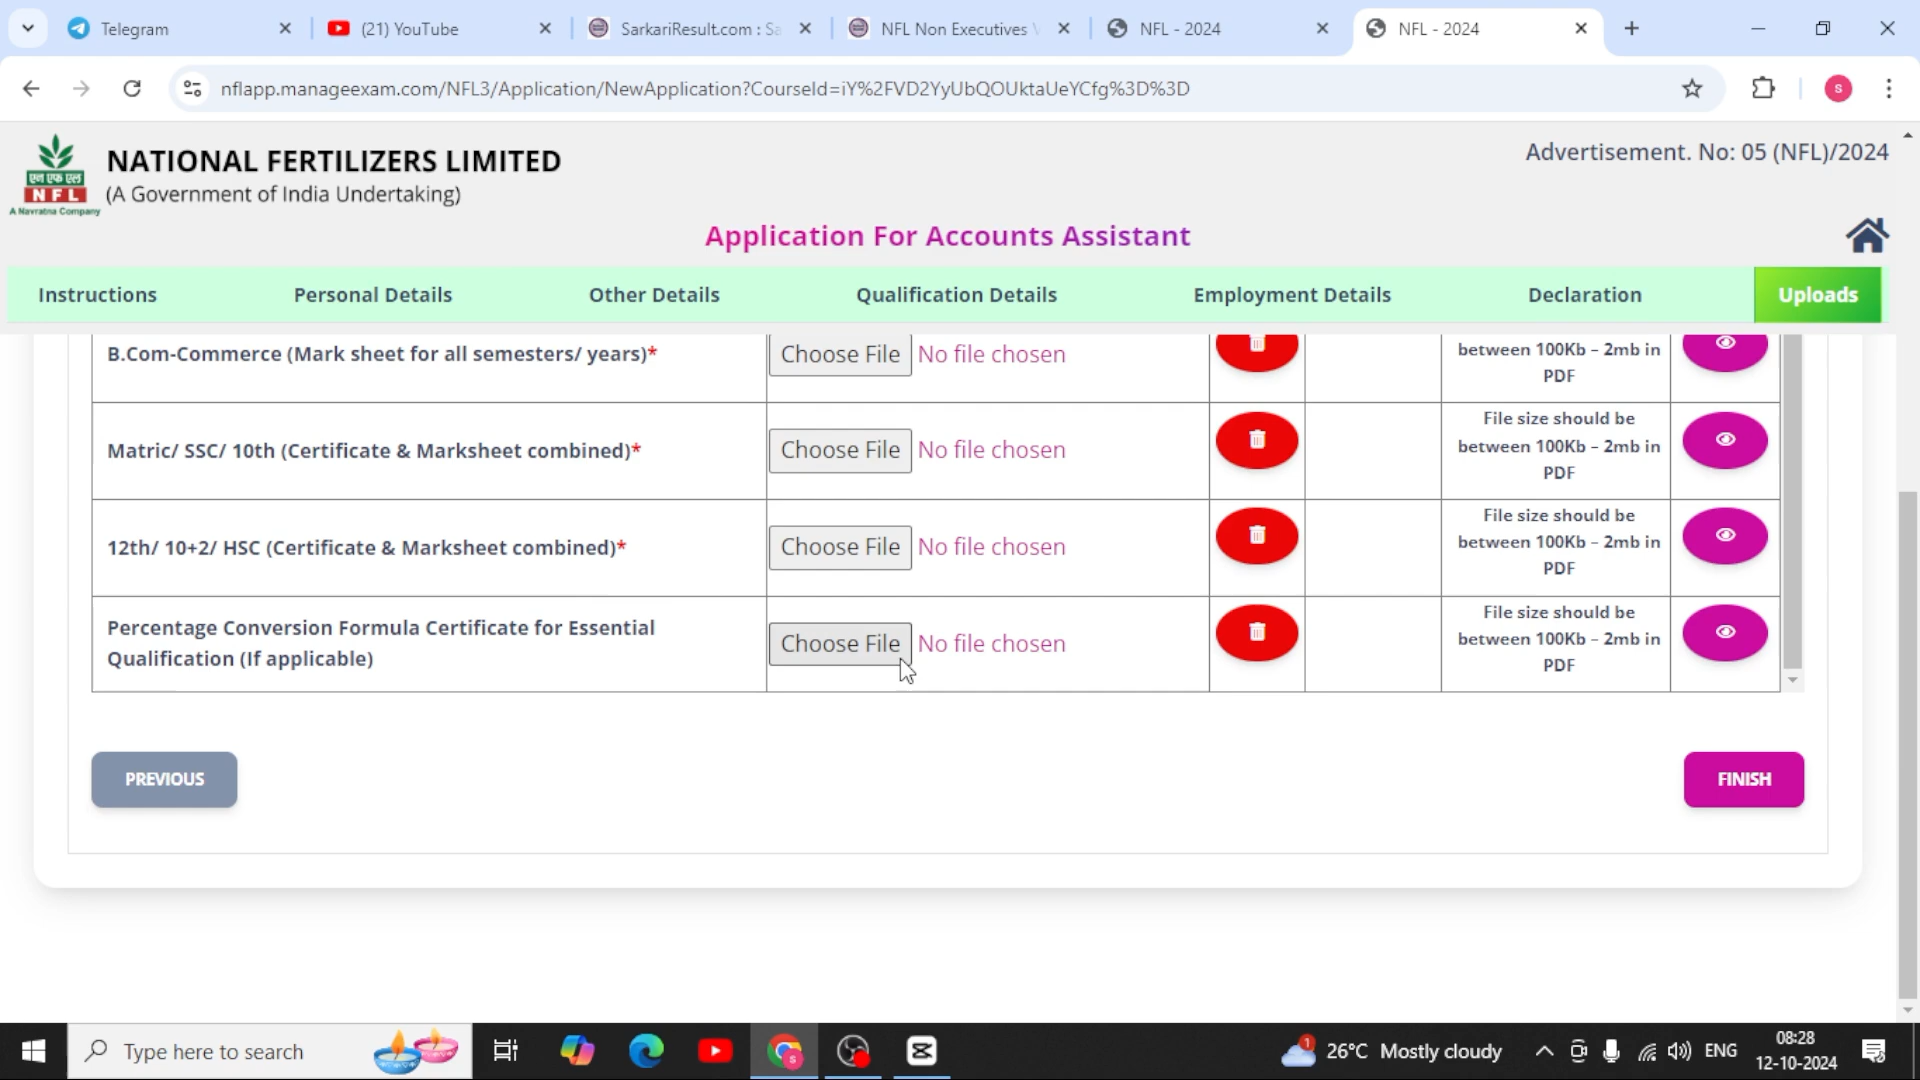 Telegram
(21) YouTube
SarkariResult.com : Sa
NFL Non Executives V
NFL - 2024
NFL - 2024
nflapp.manageexam.com/NFL3/Application/NewApplication?CourseId=iY%2FVD2YyUbQOUktaUeYCfg%3D%3D
S
एन एफ एल
NFL
A Navratna Company
NATIONAL FERTILIZERS LIMITED
(A Government of India Undertaking)
Advertisement. No: 05 (NFL)/2024
Application For Accounts Assistant
Instructions
Personal Details
Other Details
Qualification Details
Employment Details
Declaration
Uploads
B.Com-Commerce (Mark sheet for all semesters/ years)*
Choose File No file chosen
between 100Kb – 2mb in
PDF
Matric/ SSC/ 10th (Certificate & Marksheet combined)*
Choose File No file chosen
File size should be
between 100Kb – 2mb in
PDF
12th/ 10+2/ HSC (Certificate & Marksheet combined)*
Choose File No file chosen
File size should be
between 100Kb – 2mb in
PDF
Percentage Conversion Formula Certificate for Essential
Qualification (If applicable)
Choose File No file chosen
File size should be
between 100Kb – 2mb in
PDF
PREVIOUS
FINISH
Type here to search
S
1
26°C Mostly cloudy
ENG
08:28
12-10-2024